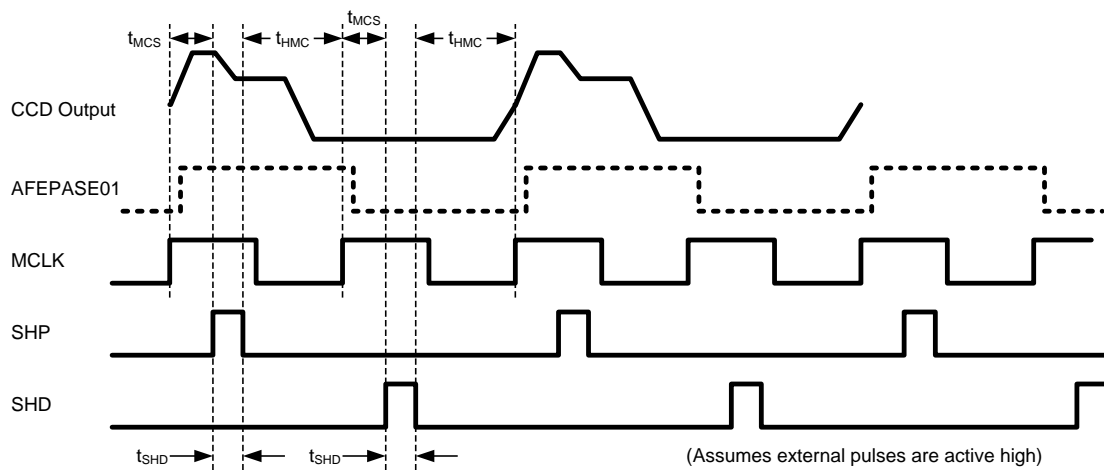 tMCS
tMCS
tHMC
tHMC
CCD Output
AFEPASE01
MCLK
SHP
SHD
tSHD
tSHD
(Assumes external pulses are active high)